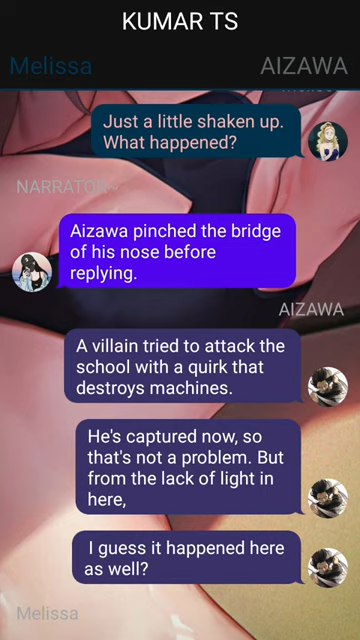 KUMAR TS
Melissa
AIZAWA
Just a little shaken up.
What happened?
NARRATOR~
Aizawa pinched the bridge
of his nose before
replying.
AIZAWA
A villain tried to attack the
school with a quirk that
destroys machines.
He's captured now, so
that's not a problem. But
from the lack of light in
here,
I guess it happened here
as well?
Melissa